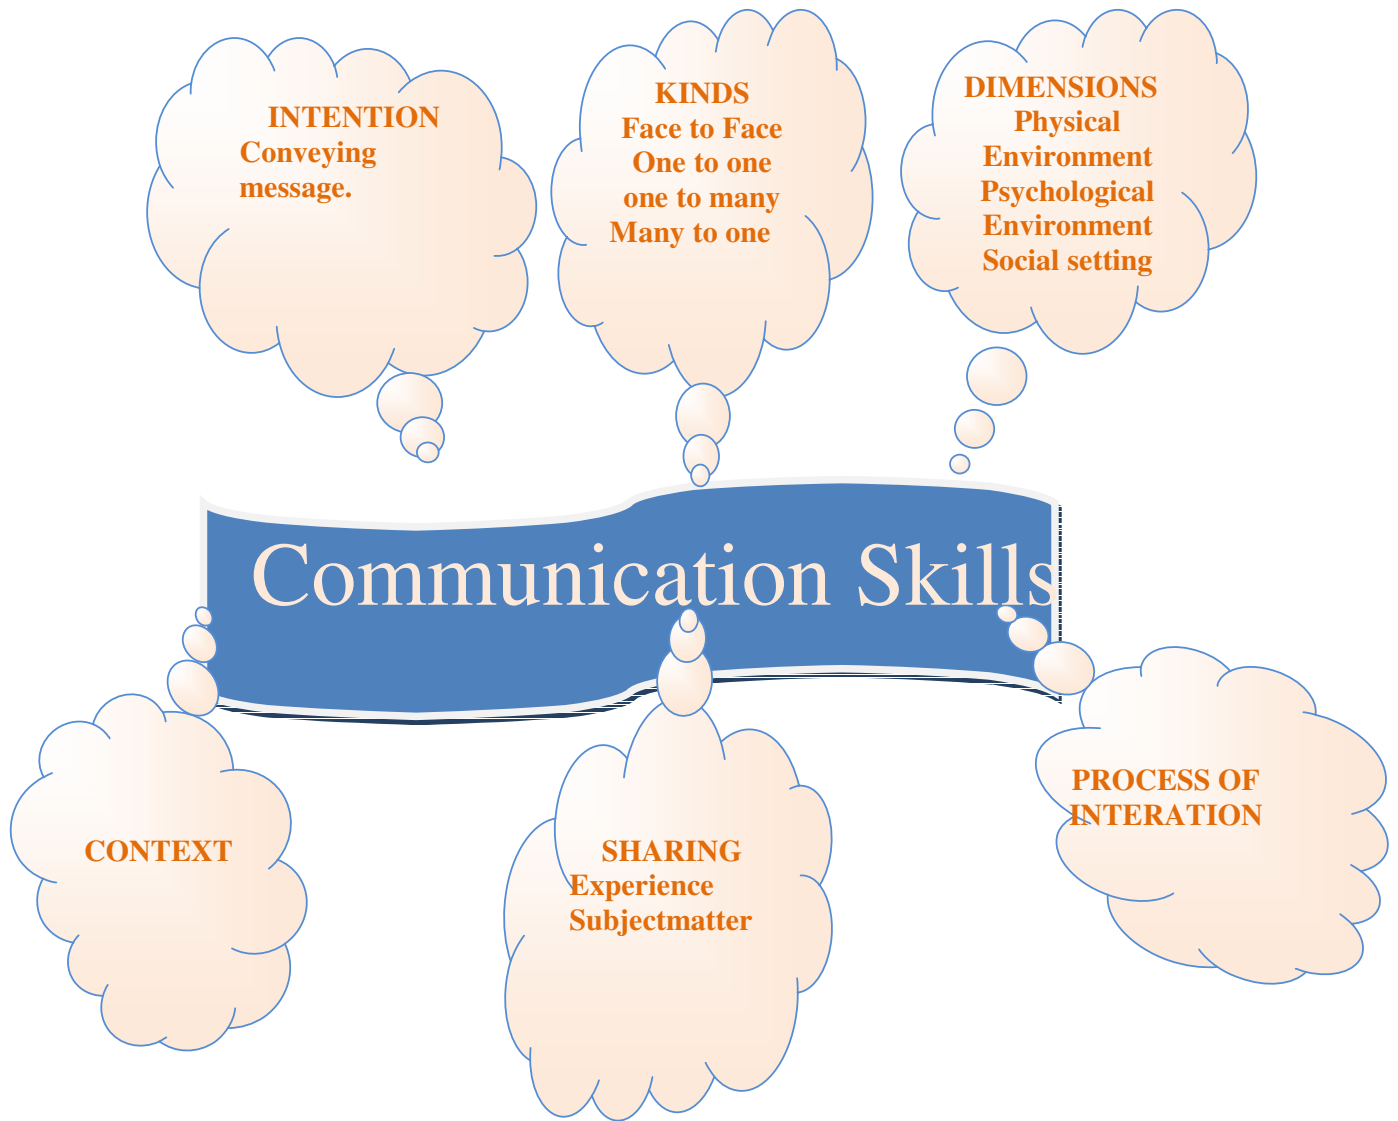 INTENTION
Conveying
message.
KINDS
Face to Face
One to one
one to many
Many to one
DIMENSIONS
Physical
Environment
Psychological
Environment
Social setting
Communication Skills
CONTEXT
SHARING
Experience
Subjectmatter
PROCESS OF
INTERATION